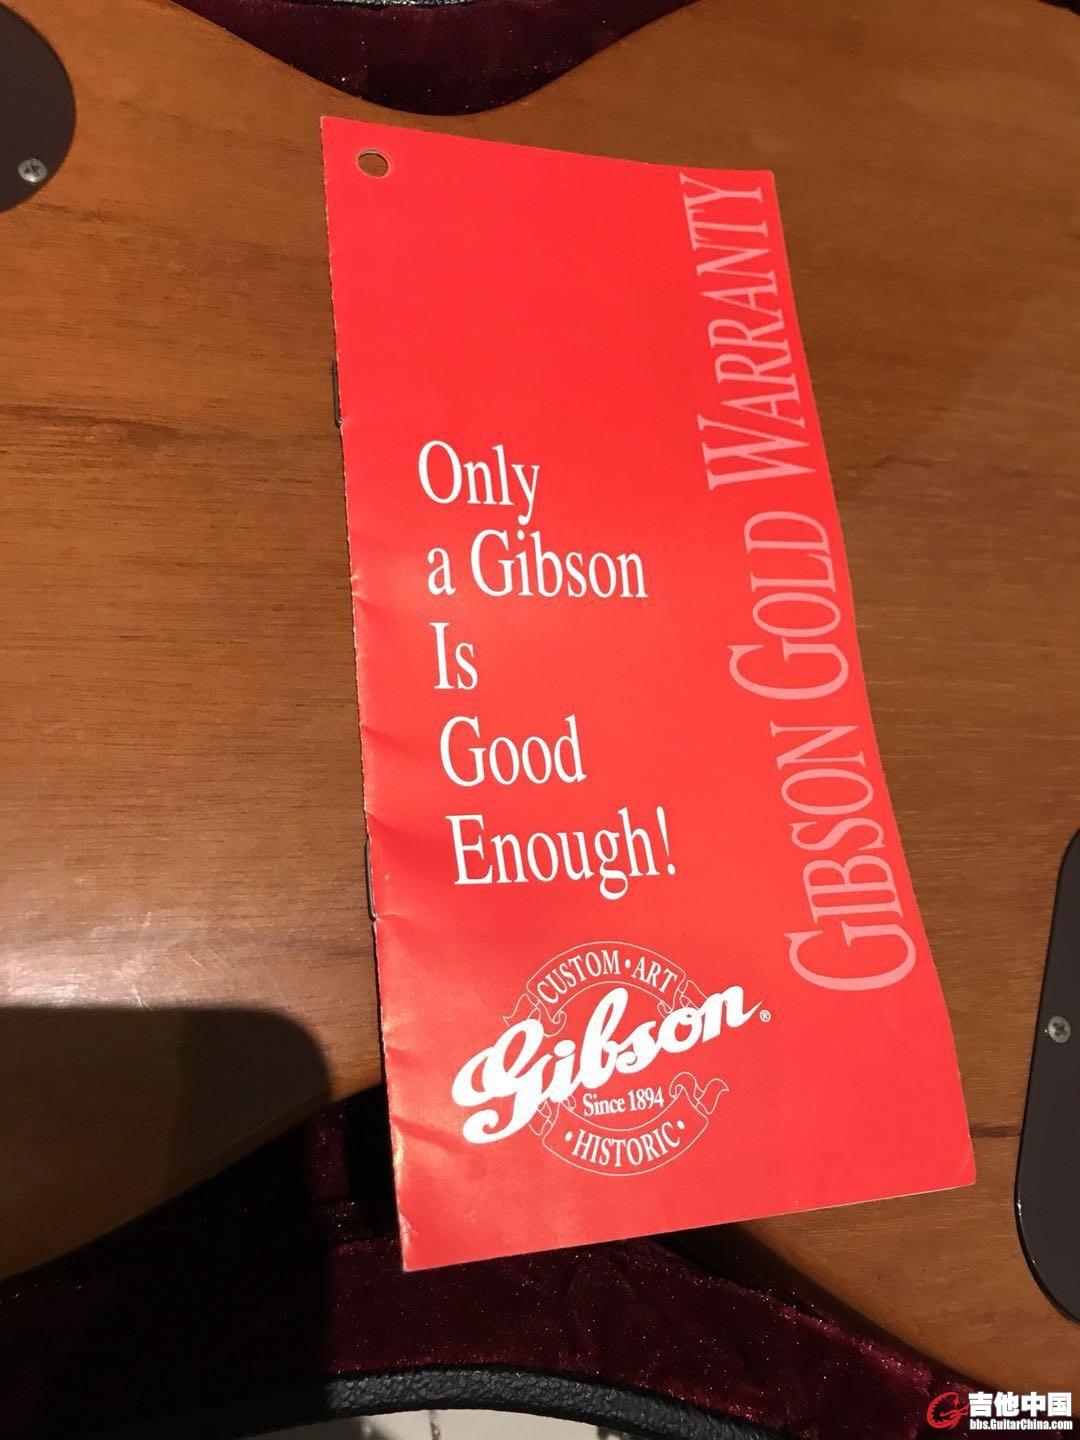 Only
a Gibson
Is
Good
Enough!
GIBSON GOLD WARRANTY
CUSTOM • ART
Gibson®
Since 1894
• HISTORIC •
吉他中国
bbs.GuitarChina.com